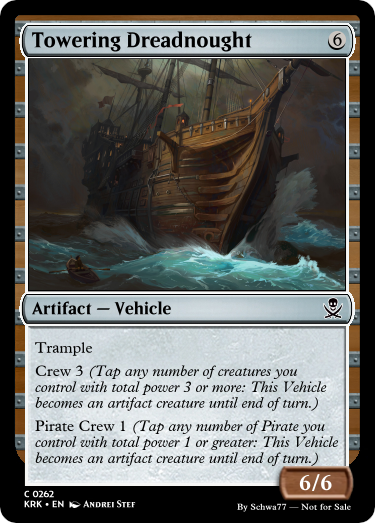 Towering Dreadnought 6
Artifact — Vehicle
Trample
Crew 3 (Tap any number of creatures you
control with total power 3 or more: This Vehicle
becomes an artifact creature until end of turn.)
Pirate Crew 1 (Tap any number of Pirate you
control with total power 1 or greater: This Vehicle
becomes an artifact creature until end of turn.)
6/6
C 0262
KRK • EN Andrei Stef
By Schwa77 — Not for Sale